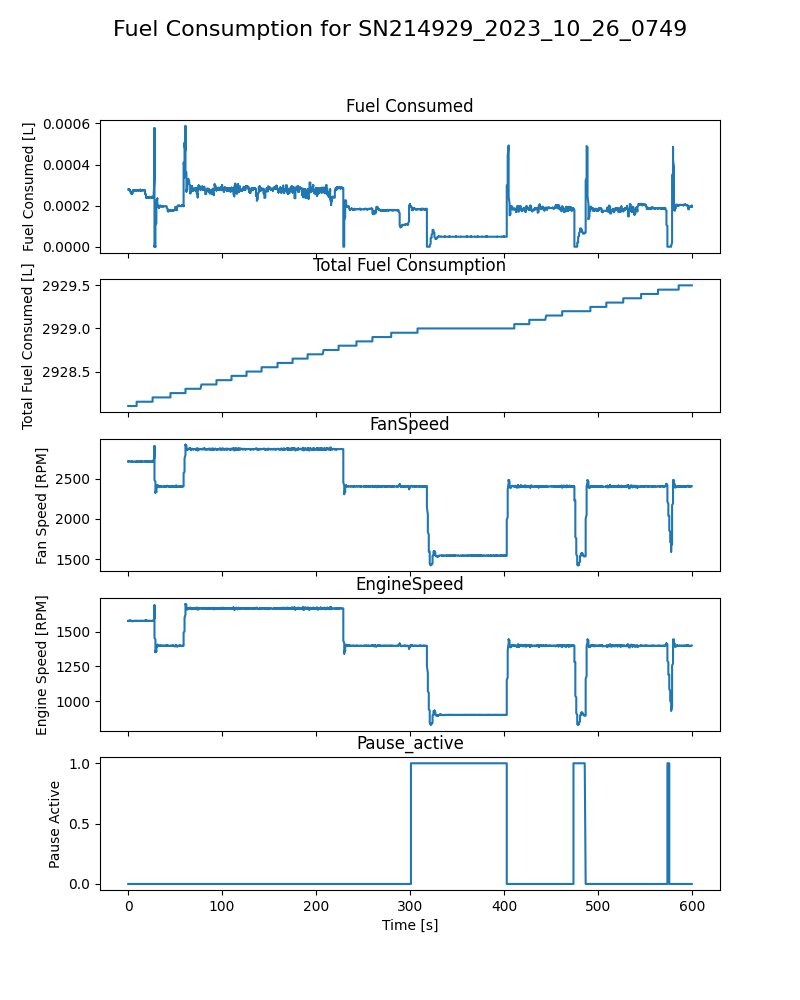 Fuel Consumption for SN214929_2023_10_26_0749
Fuel Consumed
Fuel Consumed [L]
0.0006
0.0004
0.0002
0.0000
Total Fuel Consumption
Total Fuel Consumed [L]
2929.5
2929.0
2928.5
FanSpeed
Fan Speed [RPM]
2500
2000
1500
EngineSpeed
Engine Speed [RPM]
1500
1250
1000
Pause_active
Pause Active
1.0
0.5
0.0
0 100 200 300 400 500 600
Time [s]